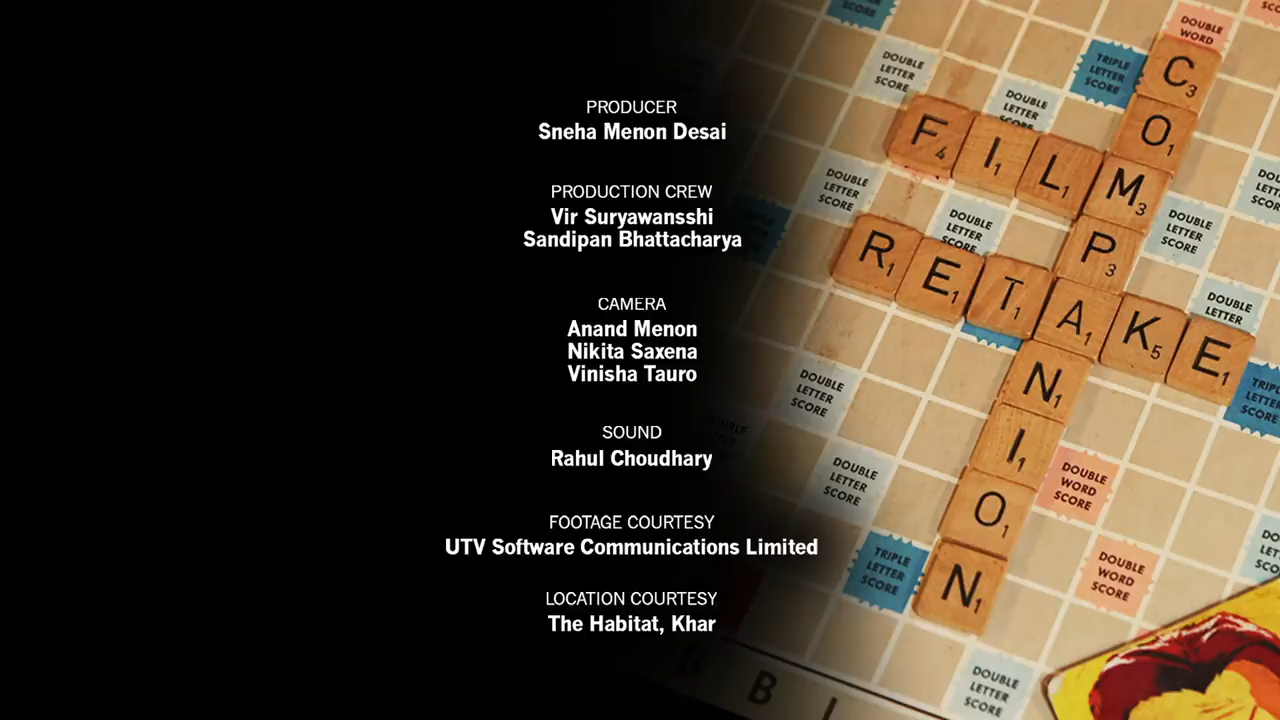 PRODUCER
Sneha Menon Desai
PRODUCTION CREW
Vir Suryawansshi
Sandipan Bhattacharya
CAMERA
Anand Menon
Nikita Saxena
Vinisha Tauro
SOUND
Rahul Choudhary
FOOTAGE COURTESY
UTV Software Communications Limited
LOCATION COURTESY
The Habitat, Khar
FILM
COMPANION
RETAKE
DOUBLE WORD
TRIPLE LETTER SCORE
DOUBLE LETTER SCORE
DOUBLE LETTER SCORE
DOUBLE LETTER SCORE
DOUBLE LETTER SCORE
DOUBLE LETTER SCORE
DOUBLE LETTER
DOUBLE LETTER SCORE
DOUBLE WORD SCORE
DOUBLE LETTER SCORE
TRIPLE LETTER SCORE
DOUBLE WORD SCORE
DOUBLE LETTER SCORE